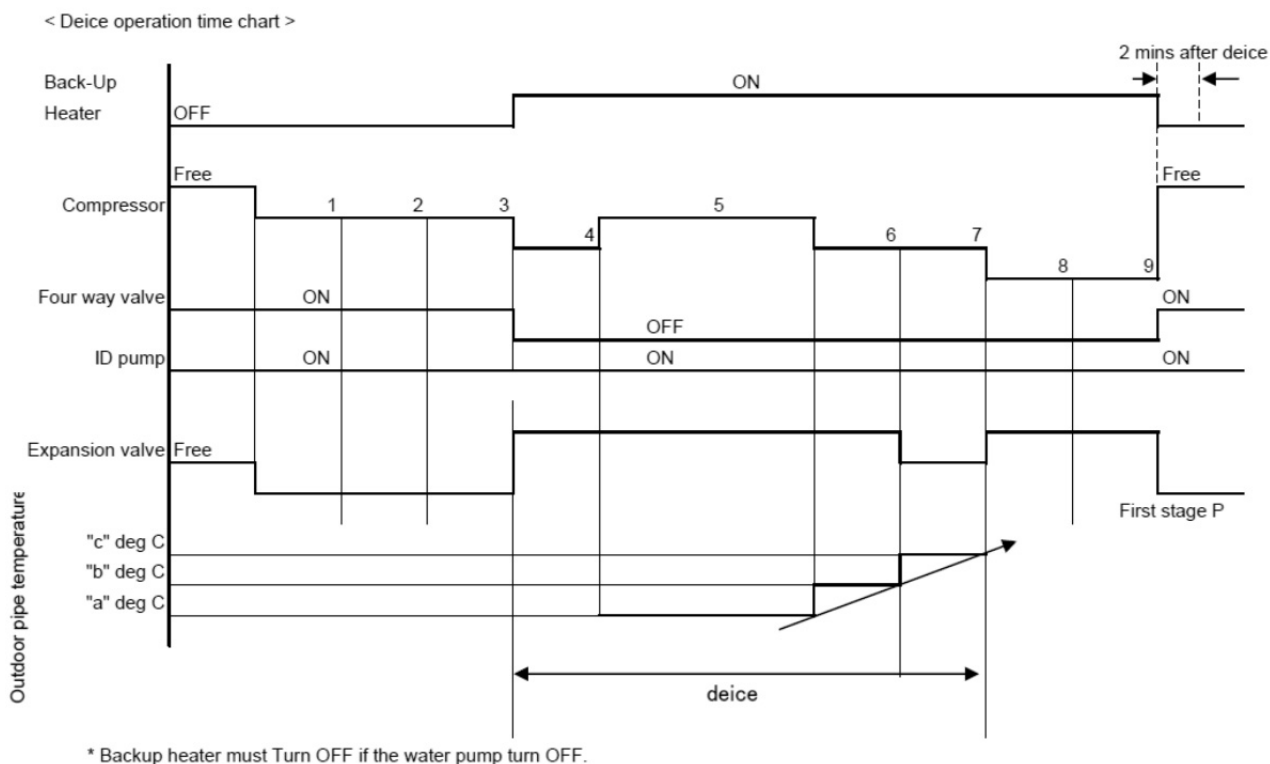 < Deice operation time chart >
2 mins after deice
Back-Up
Heater
OFF
ON
Free
Free
Compressor
1
2
3
4
5
6
7
8
9
Four way valve
ON
OFF
ON
ID pump
ON
ON
ON
Expansion valve
Free
First stage P
Outdoor pipe temperature
"c" deg C
"b" deg C
"a" deg C
deice
* Backup heater must Turn OFF if the water pump turn OFF.